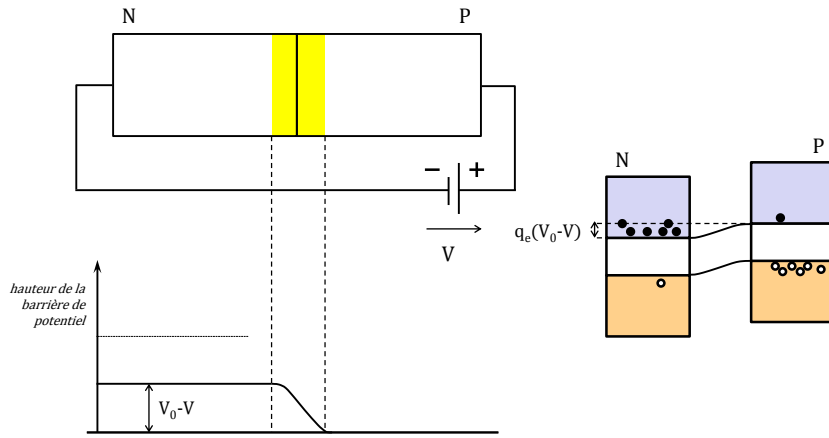 N
P
−
+
V
hauteur de la
barrière de
potentiel
V₀-V
N
P
qₑ(V₀-V)